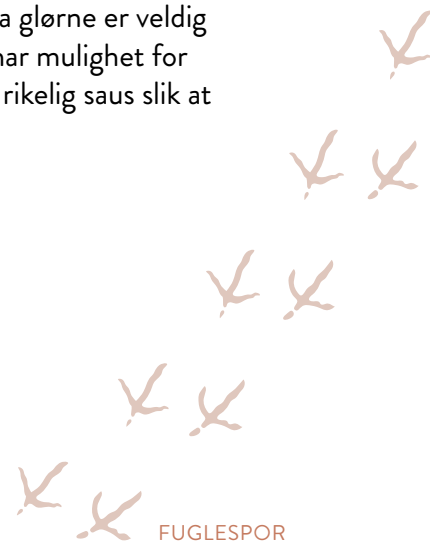 a glørne er veldig
har mulighet for
rikelig saus slik at
FUGLESPOR